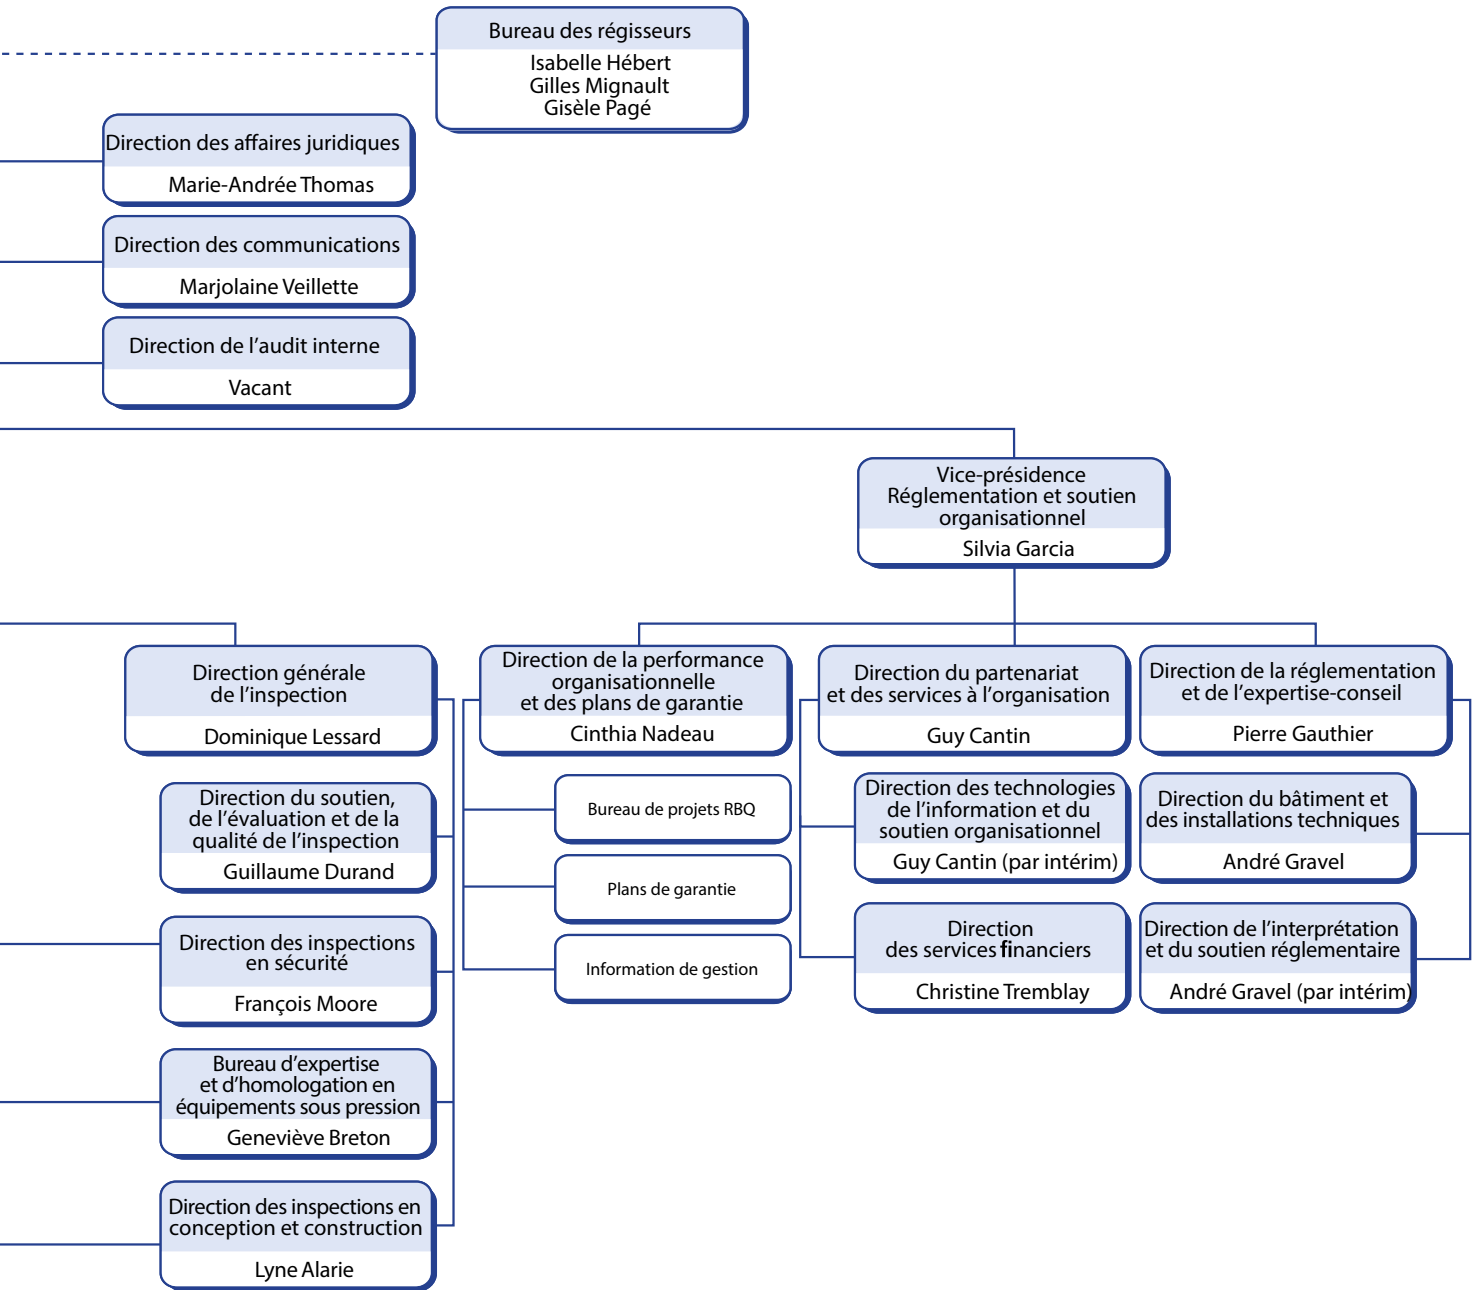 Bureau des régisseurs
Isabelle Hébert
Gilles Mignault
Gisèle Pagé
Direction des affaires juridiques
Marie-Andrée Thomas
Direction des communications
Marjolaine Veillette
Direction de l’audit interne
Vacant
Vice-présidence
Réglementation et soutien
organisationnel
Silvia Garcia
Direction générale
de l’inspection
Dominique Lessard
Direction du soutien,
de l’évaluation et de la
qualité de l’inspection
Guillaume Durand
Direction des inspections
en sécurité
François Moore
Bureau d’expertise
et d’homologation en
équipements sous pression
Geneviève Breton
Direction des inspections en
conception et construction
Lyne Alarie
Direction de la performance
organisationnelle
et des plans de garantie
Cinthia Nadeau
Bureau de projets RBQ
Plans de garantie
Information de gestion
Direction du partenariat
et des services à l’organisation
Guy Cantin
Direction des technologies
de l’information et du
soutien organisationnel
Guy Cantin (par intérim)
Direction
des services financiers
Christine Tremblay
Direction de la réglementation
et de l’expertise-conseil
Pierre Gauthier
Direction du bâtiment et
des installations techniques
André Gravel
Direction de l’interprétation
et du soutien réglementaire
André Gravel (par intérim)